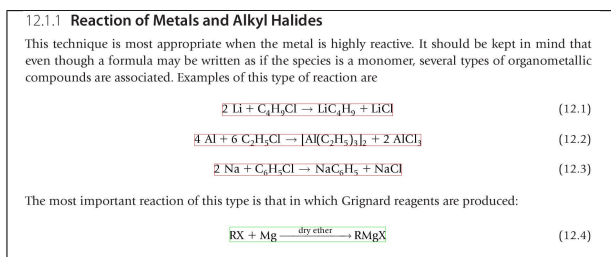 12.1.1 Reaction of Metals and Alkyl Halides
This technique is most appropriate when the metal is highly reactive. It should be kept in mind that
even though a formula may be written as if the species is a monomer, several types of organometallic
compounds are associated. Examples of this type of reaction are
2 Li + C₄H₉Cl → LiC₄H₉ + LiCl (12.1)
4 Al + 6 C₂H₅Cl → [Al(C₂H₅)₃]₂ + 2 AlCl₃ (12.2)
2 Na + C₆H₅Cl → NaC₆H₅ + NaCl (12.3)
The most important reaction of this type is that in which Grignard reagents are produced:
dry ether
RX + Mg ⟶ RMgX (12.4)